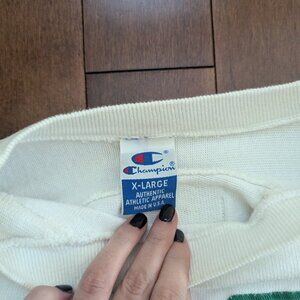 Champion®
X-LARGE
AUTHENTIC
ATHLETIC APPAREL
MADE IN U.S.A.